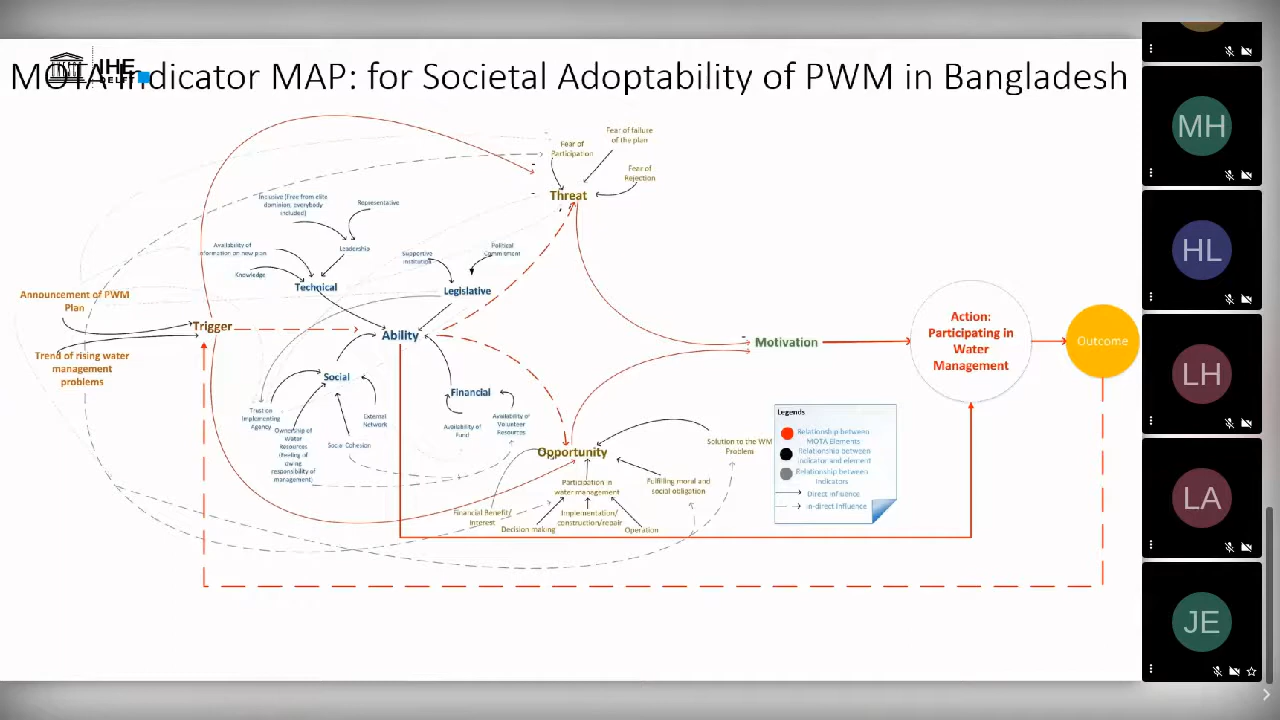 IHE
DELFT
MOTA Indicator MAP: for Societal Adoptability of PWM in Bangladesh
Fear of failure
of the plan
Fear of
Participation
Fear of
Rejection
Threat
Inclusive (Free from elite
dominion, everybody
included)
Representative
Availability of
information on new plan
Leadership
Knowledge
Technical
Supportive
Institution
Political
Commitment
Legislative
Announcement of PWM
Plan
Trigger
Trend of rising water
management
problems
Ability
Motivation
Action:
Participating in
Water
Management
Outcome
Social
Financial
Trust on
Implementing
Agency
Ownership of
Water
Resources
(Feeling of
owing
responsibility of
management)
External
Network
Social Cohesion
Availability of
Fund
Availability of
Volunteer
Resources
Opportunity
Solution to the WM
Problem
Participation in
water management
Fulfilling moral and
social obligation
Financial Benefit/
Interest
Decision making
Implementation/
construction/repair
Operation
Legends
Relationship between
MOTA Elements
Relationship between
indicator and element
Relationship between
Indicators
Direct influence
In-direct influence
MH
HL
LH
LA
JE